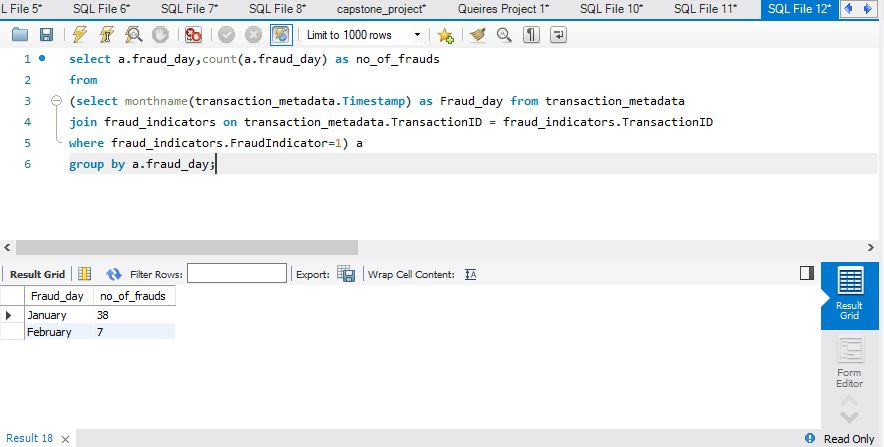 L File 5* SQL File 6* SQL File 7* SQL File 8* capstone_project* Queires Project 1* SQL File 10* SQL File 11* SQL File 12*
Limit to 1000 rows
1 select a.fraud_day,count(a.fraud_day) as no_of_frauds
2 from
3 (select monthname(transaction_metadata.Timestamp) as Fraud_day from transaction_metadata
4 join fraud_indicators on transaction_metadata.TransactionID = fraud_indicators.TransactionID
5 where fraud_indicators.FraudIndicator=1) a
6 group by a.fraud_day;
Result Grid Filter Rows: Export: Wrap Cell Content: IA
Fraud_day no_of_frauds
January 38
February 7
Result
Grid
Form
Editor
Result 18 Read Only